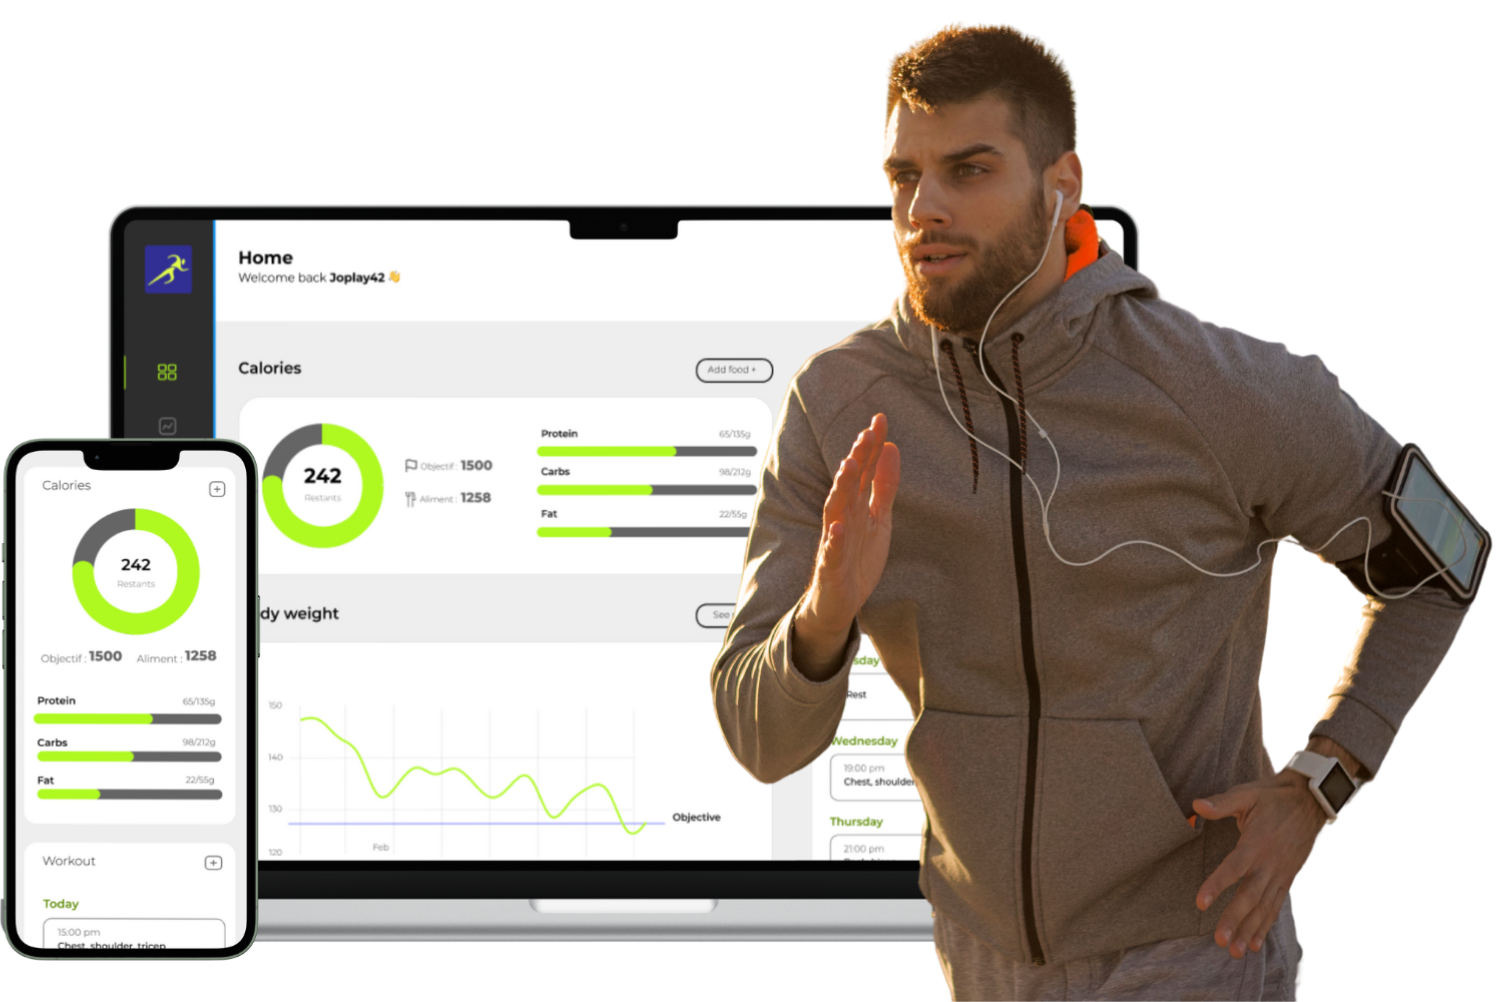 Home
Welcome back Joplay42 👋
Calories
Add food +
242
Restants
Objectif : 1500
Aliment : 1258
Protein
65/135g
Carbs
98/212g
Fat
22/55g
dy weight
See
150
140
130
120
Feb
Objective
sday
Rest
Wednesday
19:00 pm
Chest, shoulder,
Thursday
21:00 pm
Calories
242
Restants
Objectif : 1500 Aliment : 1258
Protein 65/135g
Carbs 98/212g
Fat 22/55g
Workout
Today
15:00 pm
Chest, shoulder, tricep